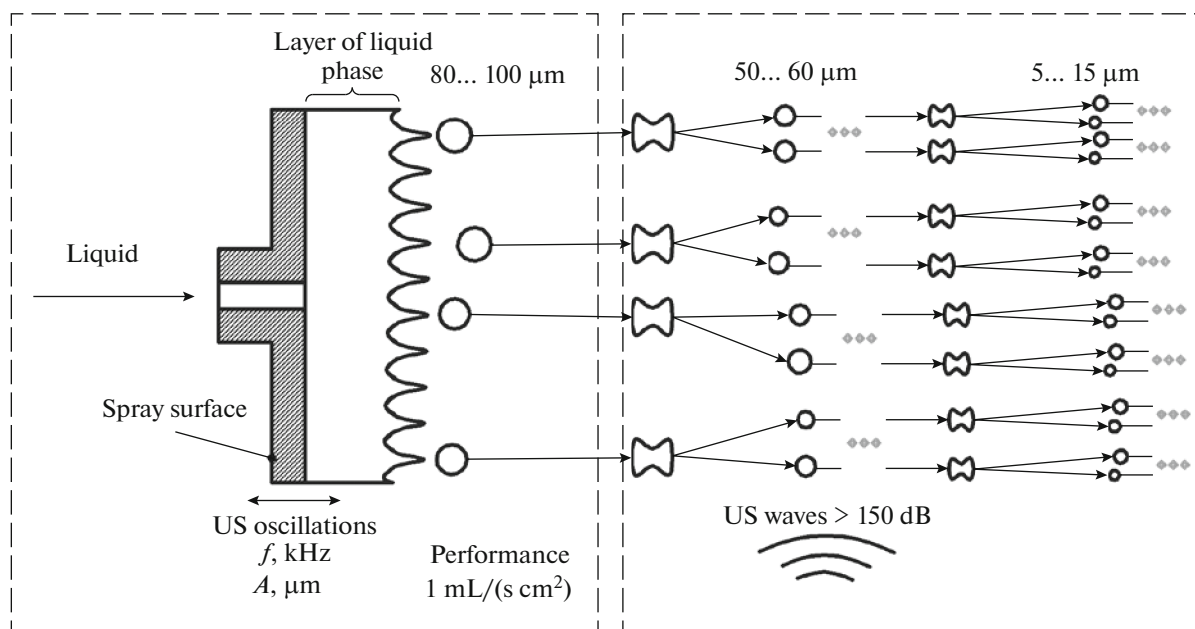 Layer of liquid
phase
80... 100 μm
50... 60 μm
5... 15 μm
Liquid
Spray surface
US oscillations
f, kHz
A, μm
Performance
1 mL/(s cm²)
US waves > 150 dB